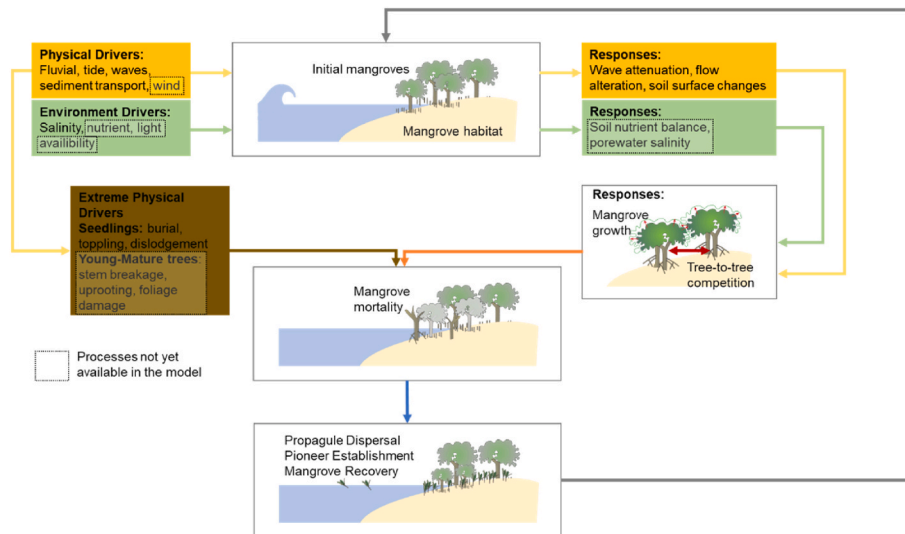 Physical Drivers:
Fluvial, tide, waves,
sediment transport, wind
Environment Drivers:
Salinity, nutrient, light
availibility
Initial mangroves
Mangrove habitat
Responses:
Wave attenuation, flow
alteration, soil surface changes
Responses:
Soil nutrient balance,
porewater salinity
Extreme Physical
Drivers
Seedlings: burial,
toppling, dislodgement
Young-Mature trees:
stem breakage,
uprooting, foliage
damage
Responses:
Mangrove
growth
Tree-to-tree
competition
Mangrove
mortality
Processes not yet
available in the model
Propagule Dispersal
Pioneer Establishment
Mangrove Recovery